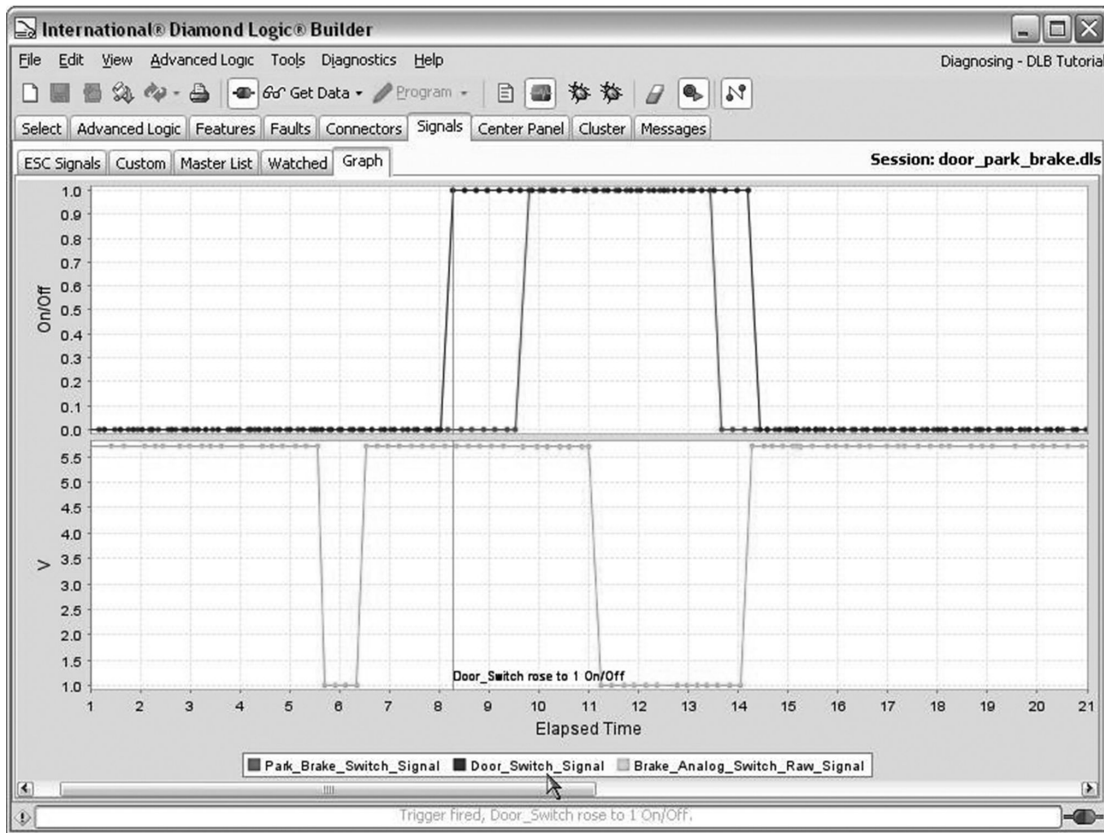 International® Diamond Logic® Builder
File Edit View Advanced Logic Tools Diagnostics Help
Diagnosing - DLB Tutorial
Get Data Program
Select Advanced Logic Features Faults Connectors Signals Center Panel Cluster Messages
ESC Signals Custom Master List Watched Graph
Session: door_park_brake.dls
1.0
0.9
0.8
0.7
0.6
0.5
0.4
0.3
0.2
0.1
0.0
On/Off
5.5
5.0
4.5
4.0
3.5
3.0
2.5
2.0
1.5
1.0
V
Door_Switch rose to 1 On/Off
1 2 3 4 5 6 7 8 9 10 11 12 13 14 15 16 17 18 19 20 21
Elapsed Time
Park_Brake_Switch_Signal Door_Switch_Signal Brake_Analog_Switch_Raw_Signal
Trigger fired, Door_Switch rose to 1 On/Off.